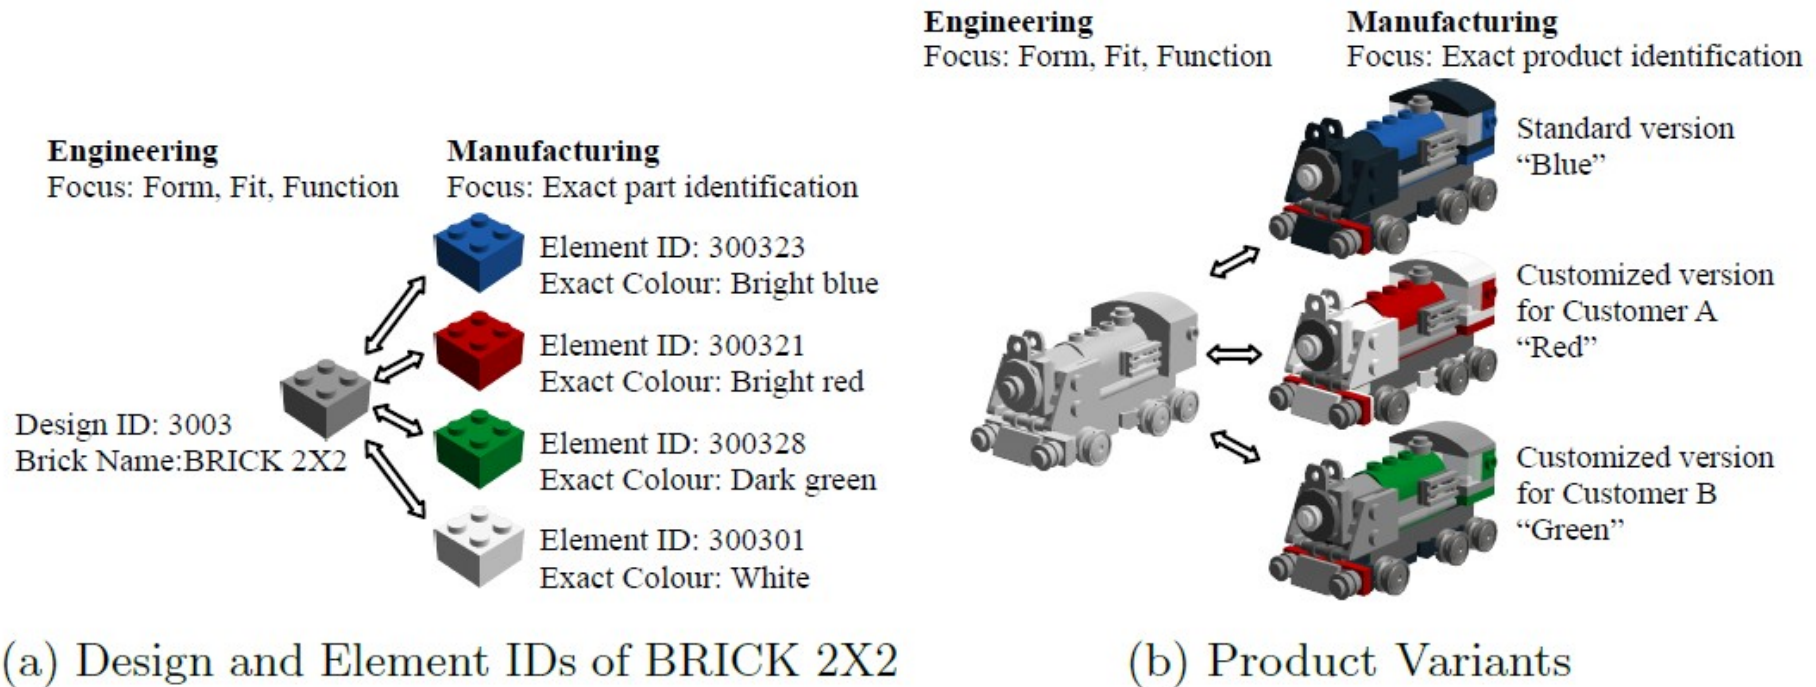 Engineering
Focus: Form, Fit, Function
Manufacturing
Focus: Exact part identification
Element ID: 300323
Exact Colour: Bright blue
Element ID: 300321
Exact Colour: Bright red
Design ID: 3003
Brick Name:BRICK 2X2
Element ID: 300328
Exact Colour: Dark green
Element ID: 300301
Exact Colour: White
(a) Design and Element IDs of BRICK 2X2
Engineering
Focus: Form, Fit, Function
Manufacturing
Focus: Exact product identification
Standard version
“Blue”
Customized version
for Customer A
“Red”
Customized version
for Customer B
“Green”
(b) Product Variants